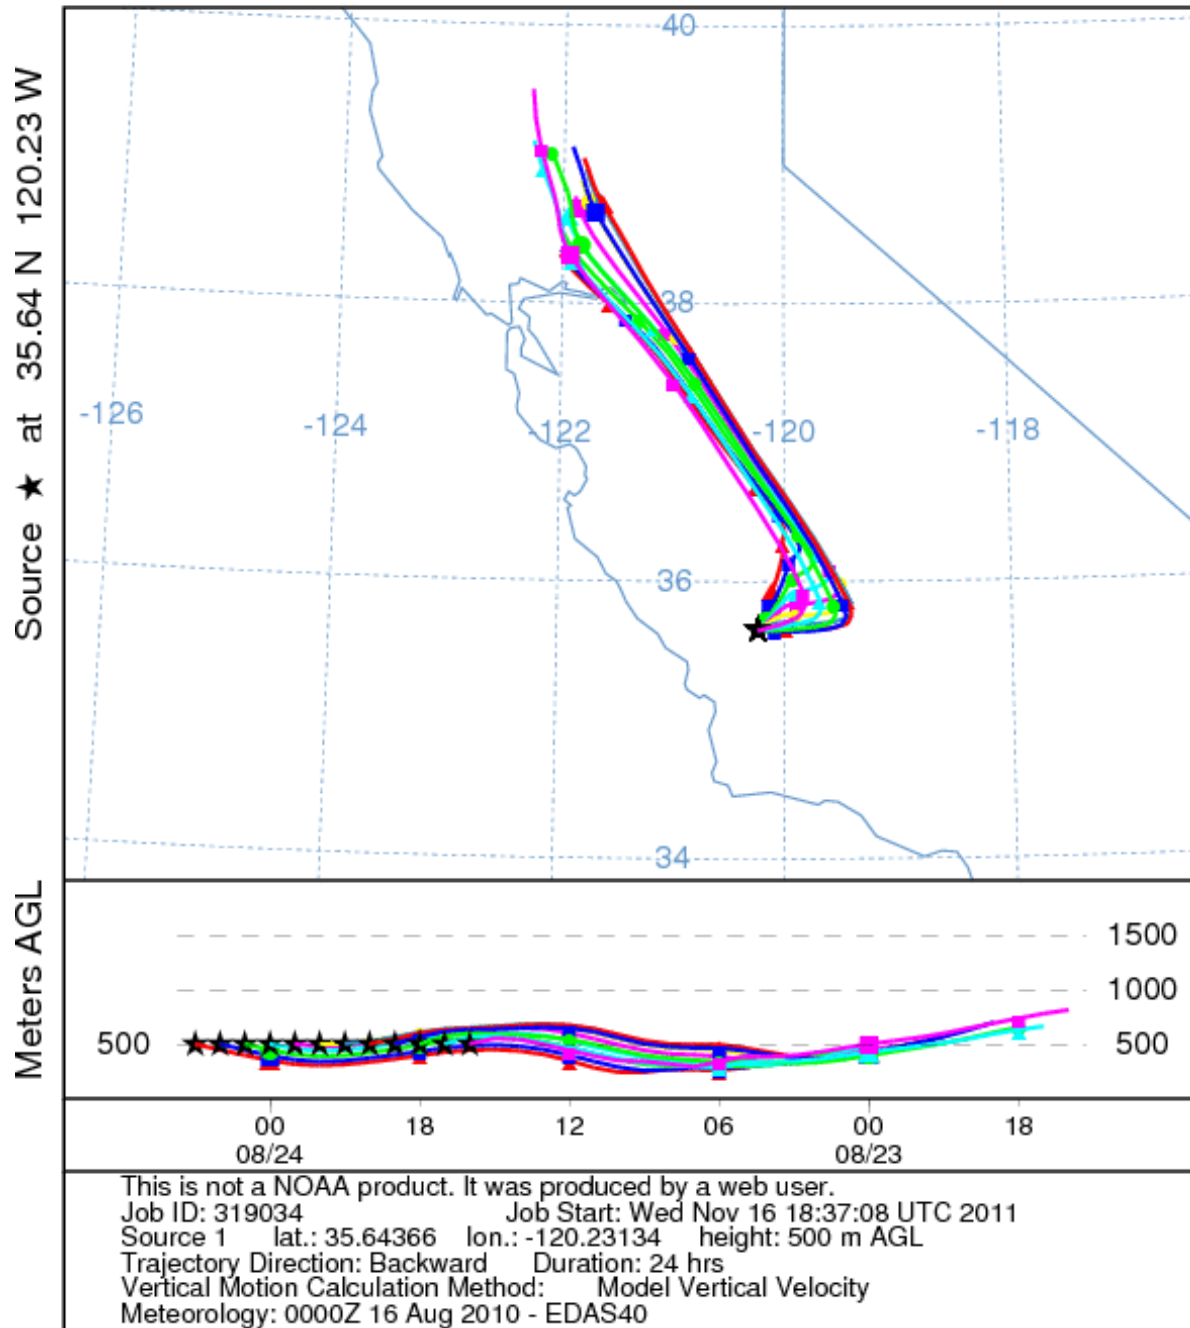 Source ★ at 35.64 N 120.23 W
40
38
-126
-124
-122
-120
-118
36
34
Meters AGL
1500
1000
500
500
00
18
12
06
00
18
08/24
08/23
This is not a NOAA product. It was produced by a web user.
Job ID: 319034 Job Start: Wed Nov 16 18:37:08 UTC 2011
Source 1 lat.: 35.64366 lon.: -120.23134 height: 500 m AGL
Trajectory Direction: Backward Duration: 24 hrs
Vertical Motion Calculation Method: Model Vertical Velocity
Meteorology: 0000Z 16 Aug 2010 - EDAS40